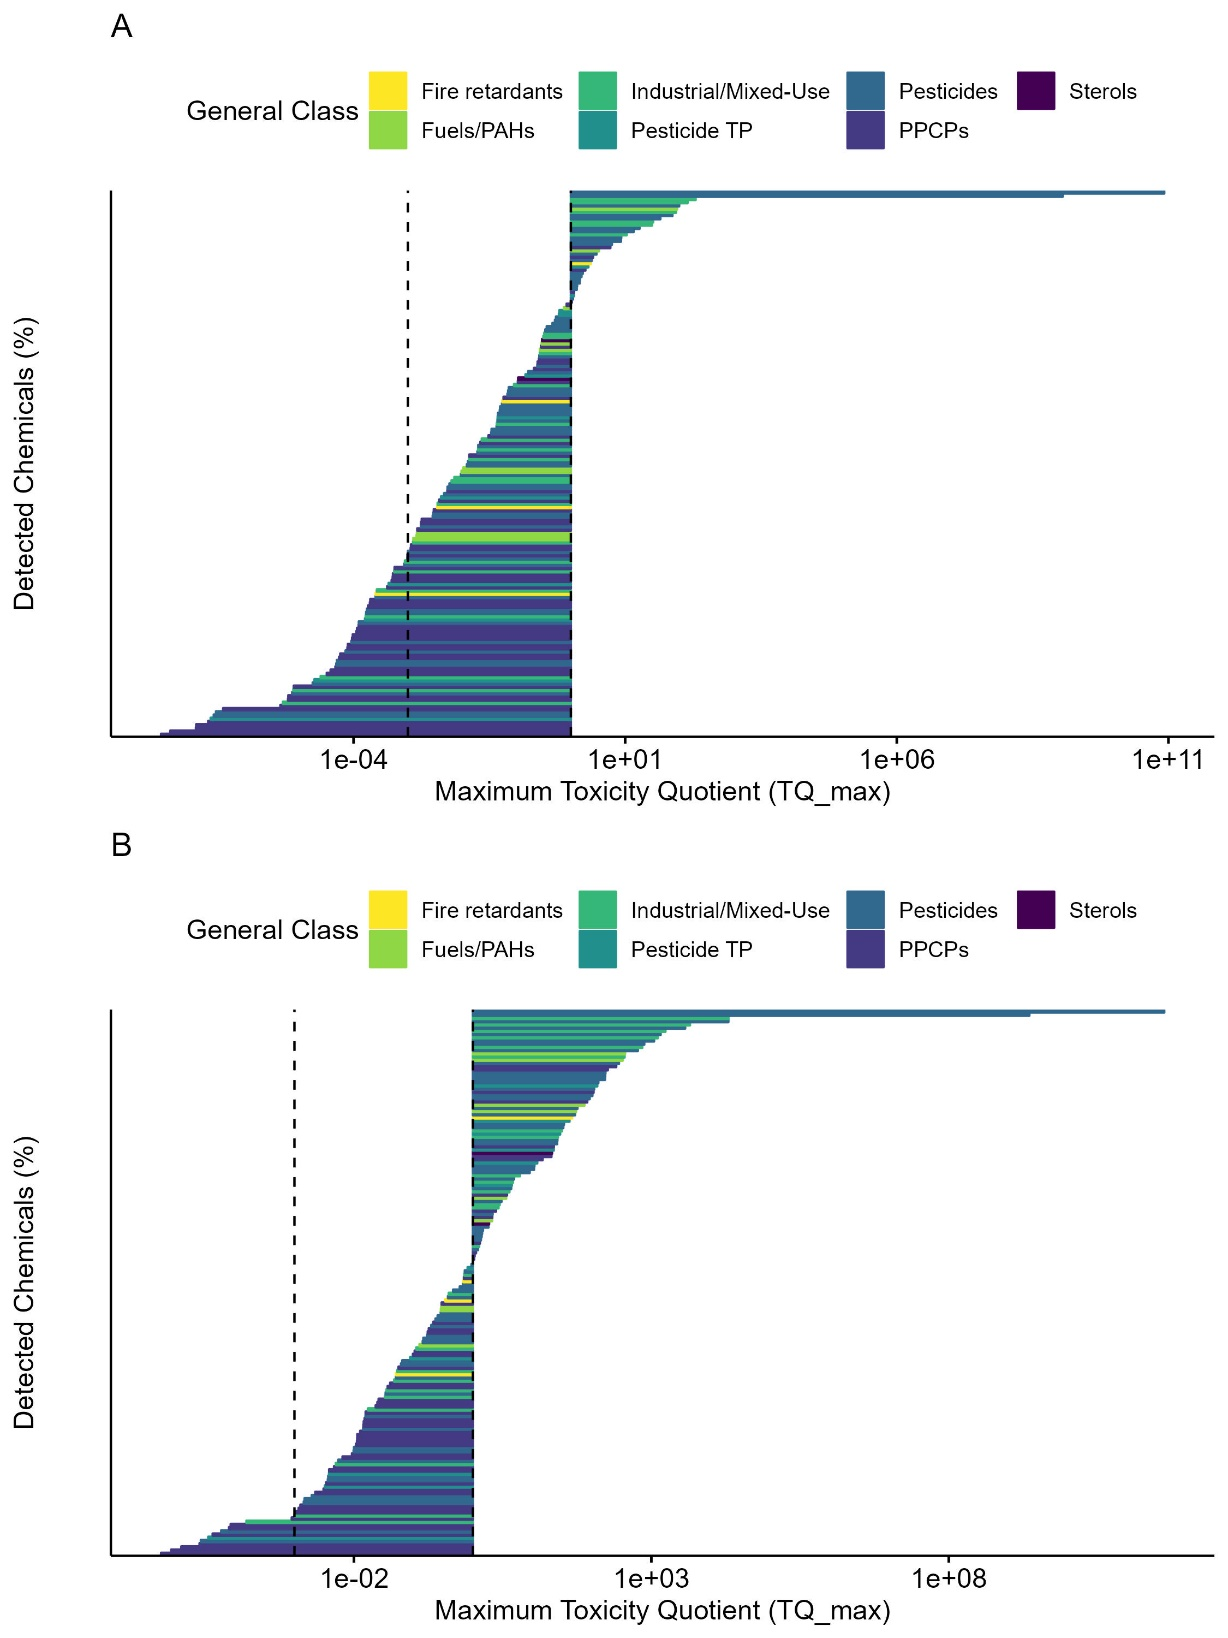 A
General Class
Fire retardants
Industrial/Mixed-Use
Pesticides
Sterols
Fuels/PAHs
Pesticide TP
PPCPs
Detected Chemicals (%)
1e-04
1e+01
1e+06
1e+11
Maximum Toxicity Quotient (TQ_max)
B
General Class
Fire retardants
Industrial/Mixed-Use
Pesticides
Sterols
Fuels/PAHs
Pesticide TP
PPCPs
Detected Chemicals (%)
1e-02
1e+03
1e+08
Maximum Toxicity Quotient (TQ_max)